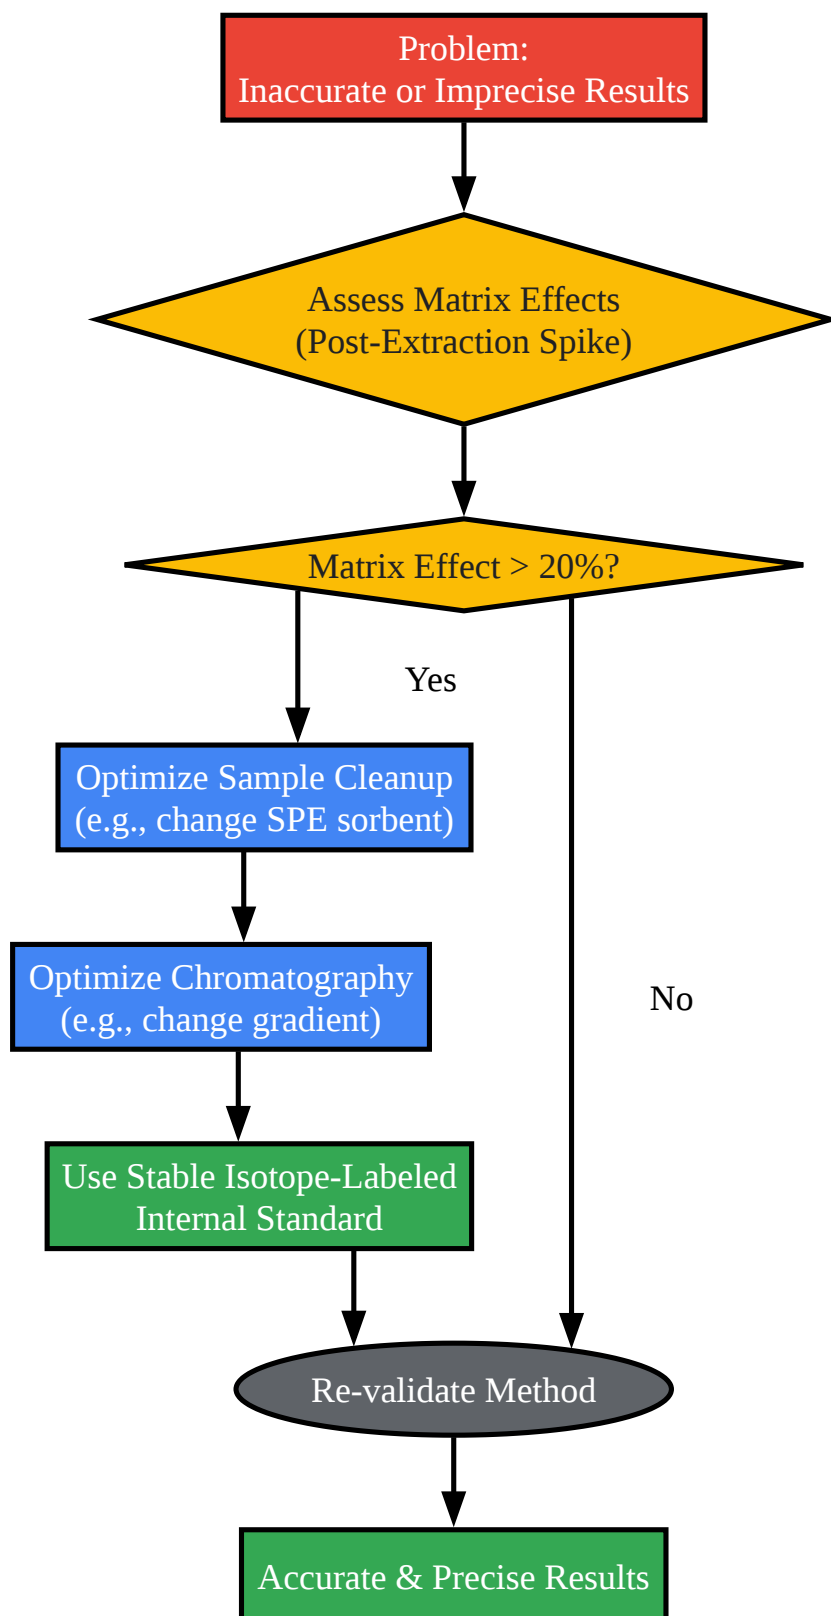 Problem:
Inaccurate or Imprecise Results
Assess Matrix Effects
(Post-Extraction Spike)
Matrix Effect > 20%?
Yes
Optimize Sample Cleanup
(e.g., change SPE sorbent)
Optimize Chromatography
(e.g., change gradient)
No
Use Stable Isotope-Labeled
Internal Standard
Re-validate Method
Accurate & Precise Results